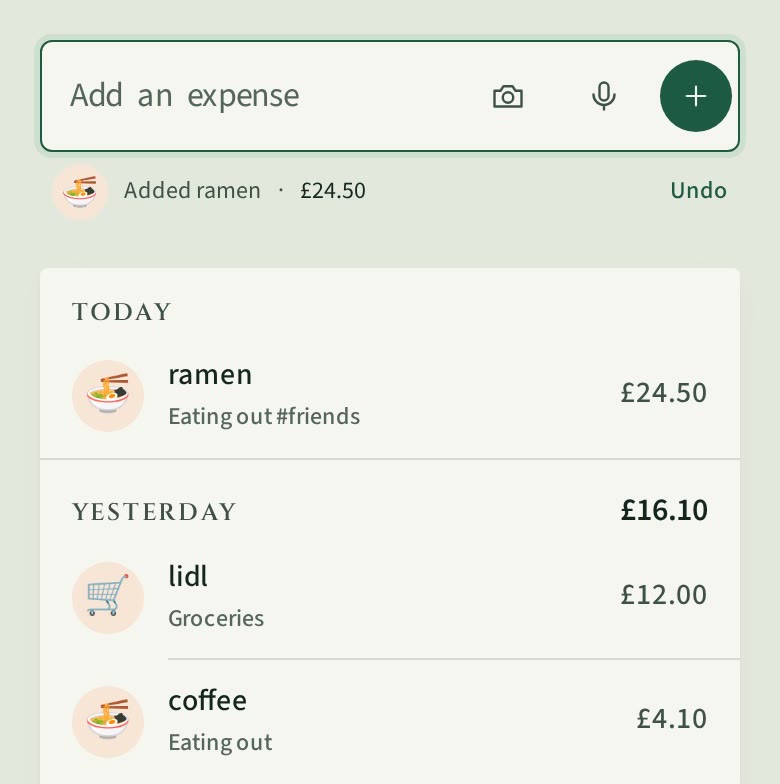 Add an expense
Added ramen · £24.50 Undo
TODAY
ramen
Eating out #friends
£24.50
YESTERDAY £16.10
lidl
Groceries
£12.00
coffee
Eating out
£4.10